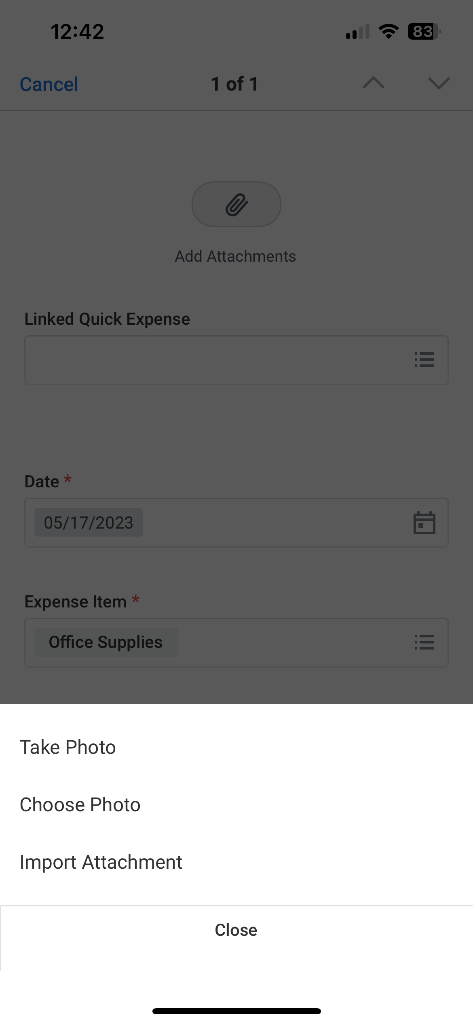 12:42
83
Cancel
1 of 1
Add Attachments
Linked Quick Expense
Date *
05/17/2023
Expense Item *
Office Supplies
Take Photo
Choose Photo
Import Attachment
Close